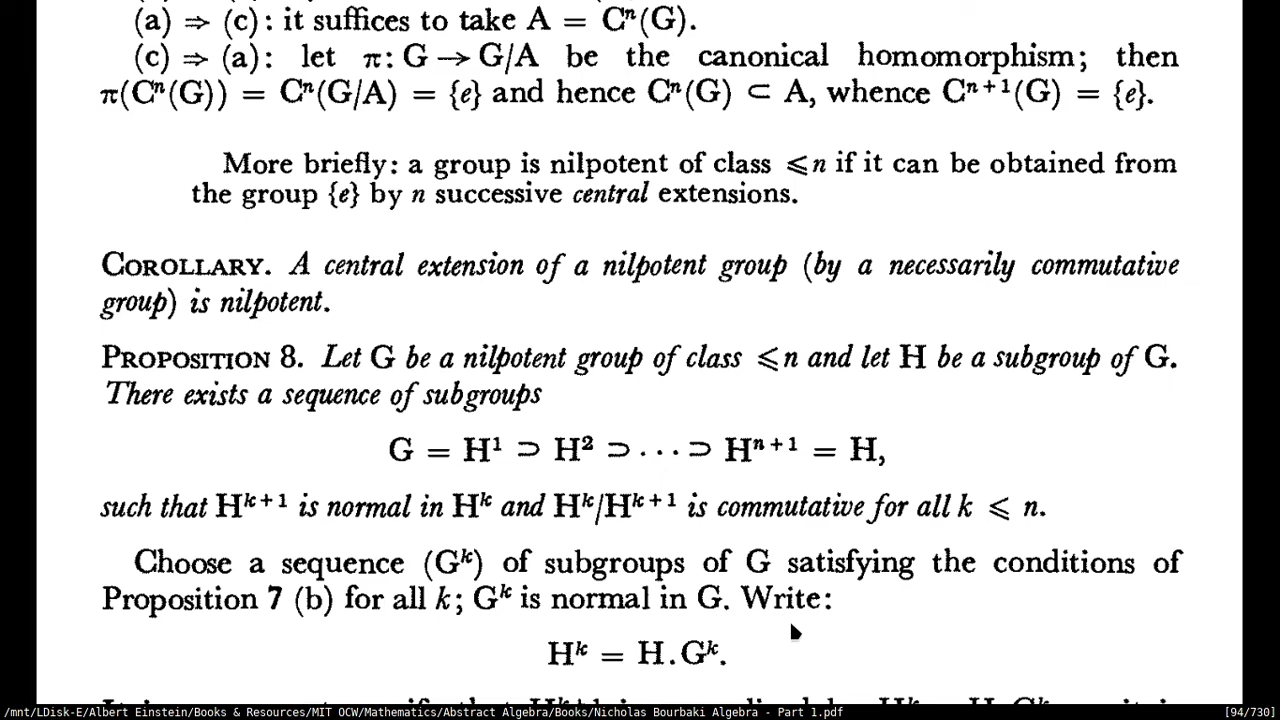 (a) ⇒ (c): it suffices to take A = Cⁿ(G).
(c) ⇒ (a): let π: G → G/A be the canonical homomorphism; then
π(Cⁿ(G)) = Cⁿ(G/A) = {e} and hence Cⁿ(G) ⊂ A, whence Cⁿ⁺¹(G) = {e}.
More briefly: a group is nilpotent of class ⩽n if it can be obtained from
the group {e} by n successive central extensions.
COROLLARY. A central extension of a nilpotent group (by a necessarily commutative
group) is nilpotent.
PROPOSITION 8. Let G be a nilpotent group of class ⩽n and let H be a subgroup of G.
There exists a sequence of subgroups
G = H¹ ⊃ H² ⊃ ··· ⊃ Hⁿ⁺¹ = H,
such that Hᵏ⁺¹ is normal in Hᵏ and Hᵏ/Hᵏ⁺¹ is commutative for all k ⩽ n.
Choose a sequence (Gᵏ) of subgroups of G satisfying the conditions of
Proposition 7 (b) for all k; Gᵏ is normal in G. Write:
Hᵏ = H.Gᵏ.
/mnt/LDisk-E/Albert Einstein/Books & Resources/MIT OCW/Mathematics/Abstract Algebra/Books/Nicholas Bourbaki Algebra - Part 1.pdf [94/730]